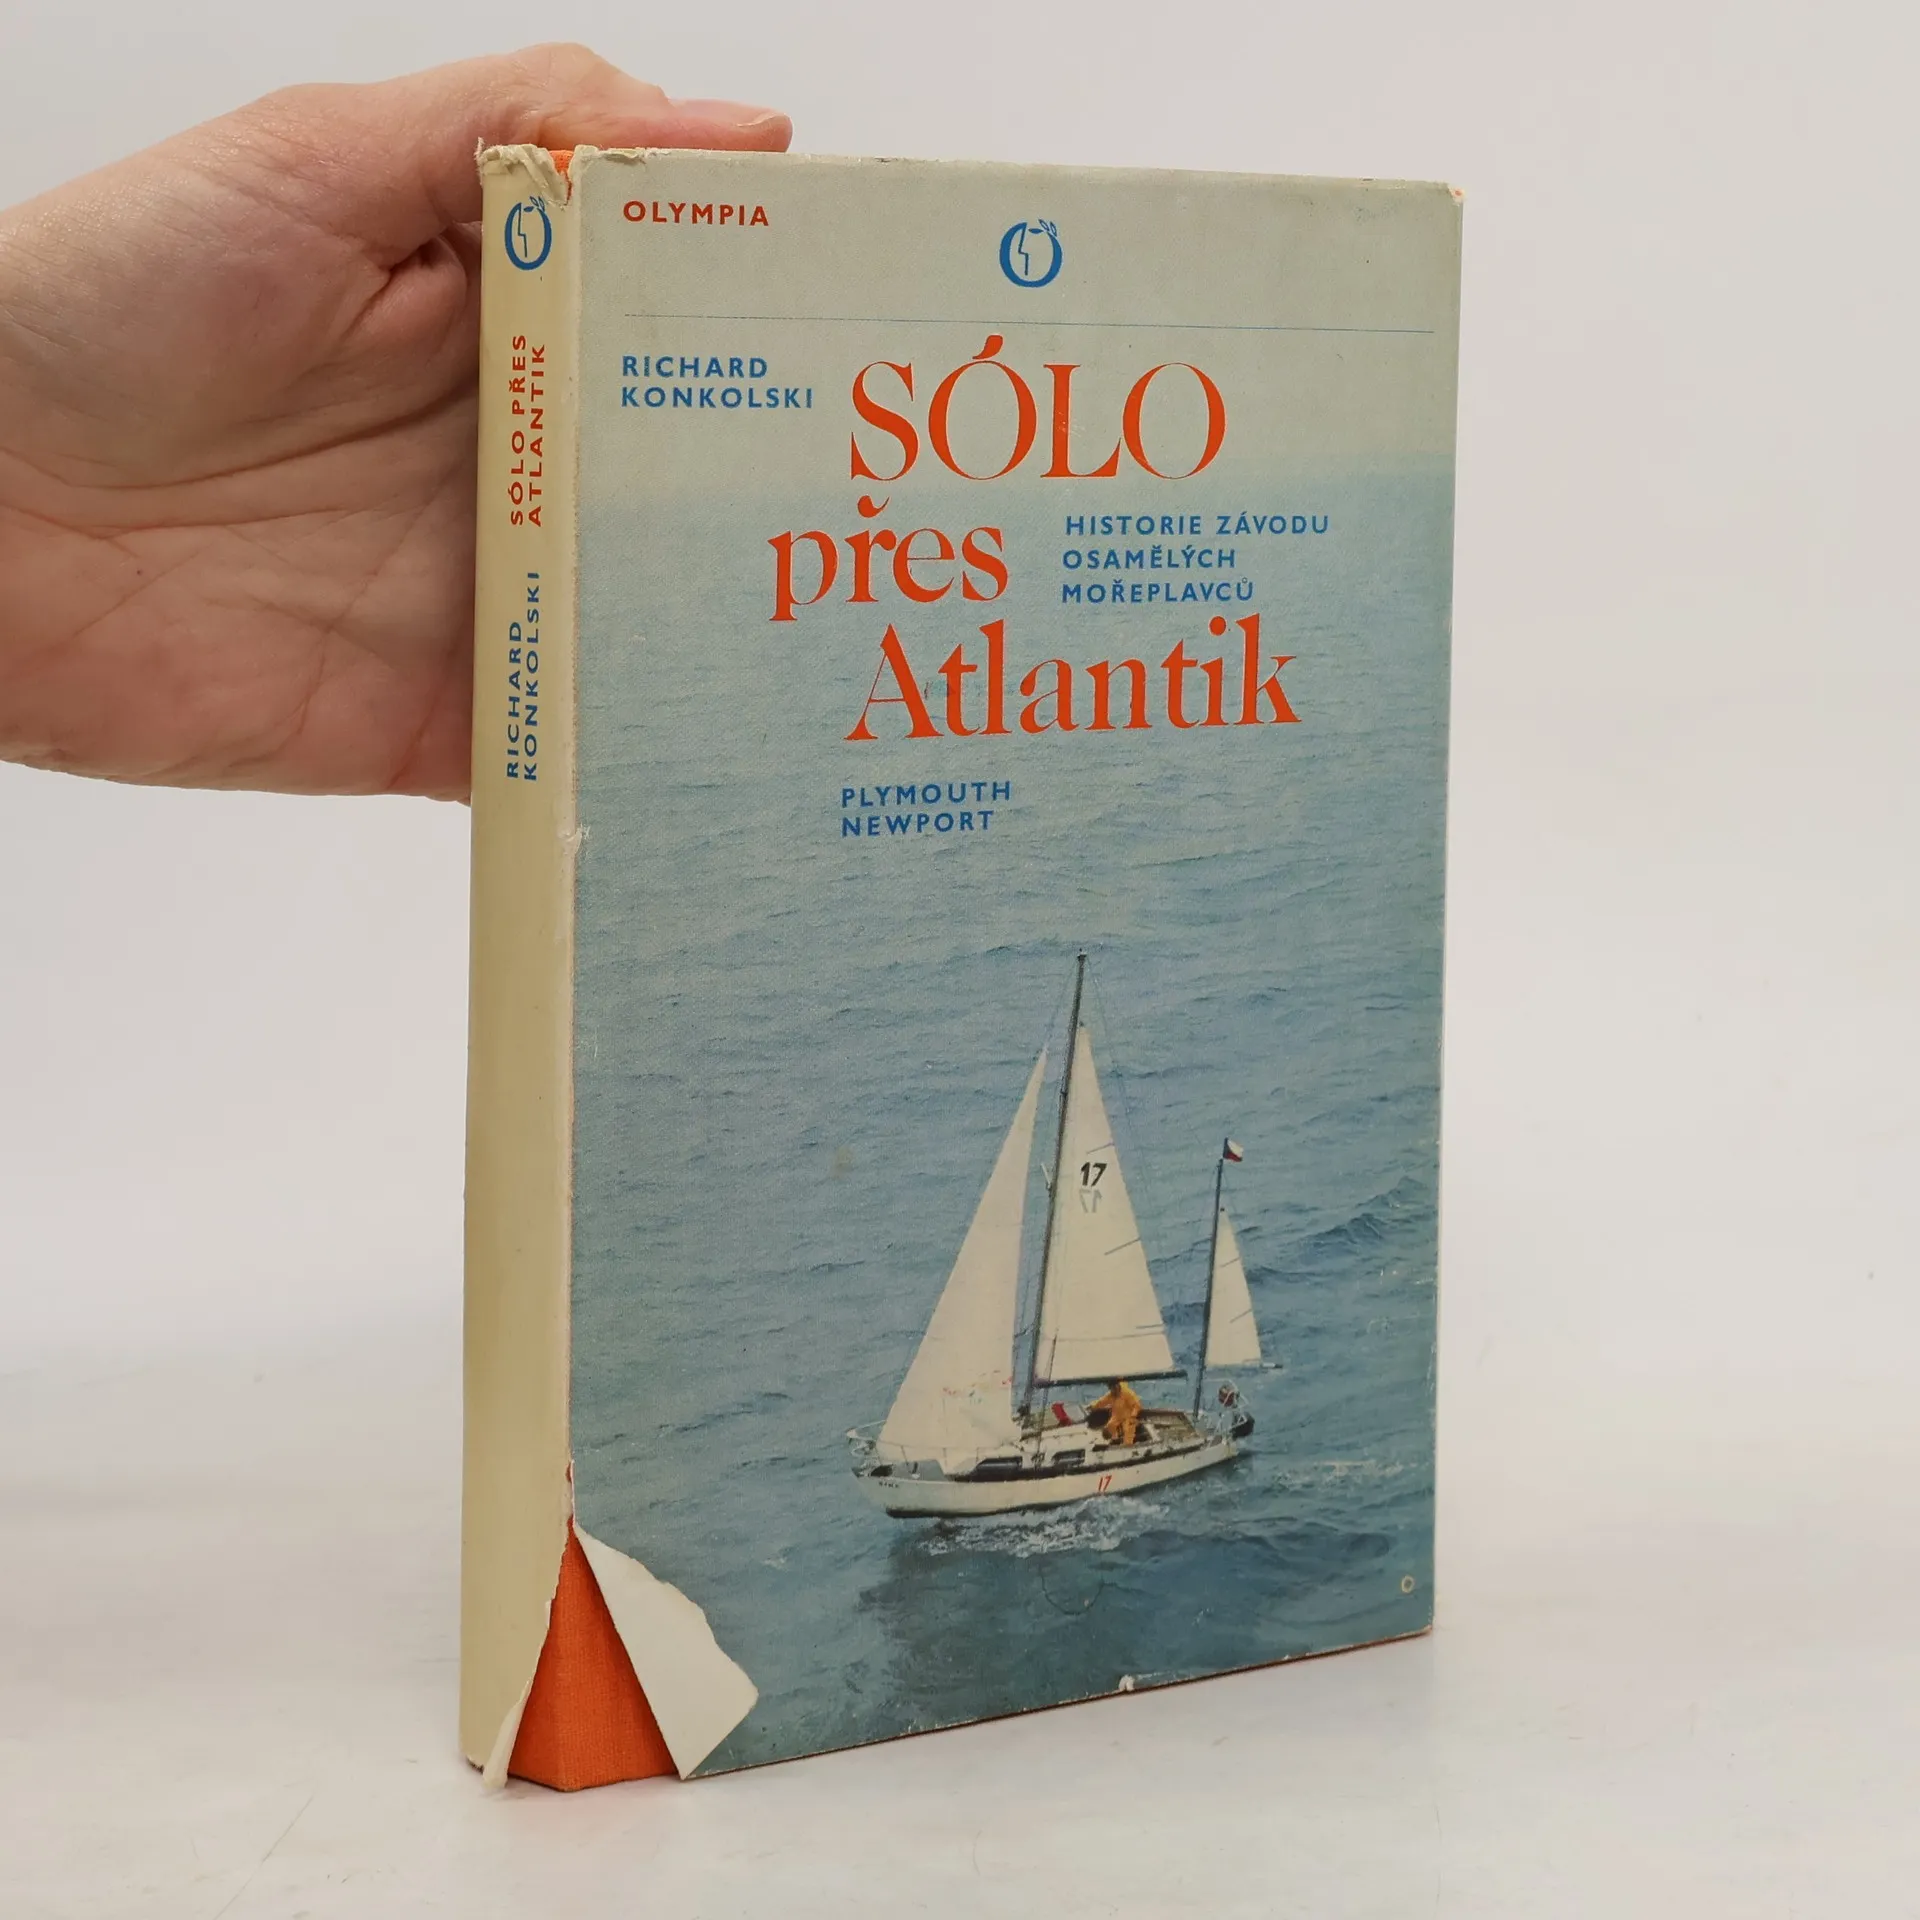 OLYMPIA
RICHARD
KONKOLSKI
SÓLO
přes
Atlantik
HISTORIE ZÁVODU
OSAMĚLÝCH
MOŘEPLAVCŮ
PLYMOUTH
NEWPORT
17
17
17
SÓLO PŘES
ATLANTIK
RICHARD
KONKOLSKI